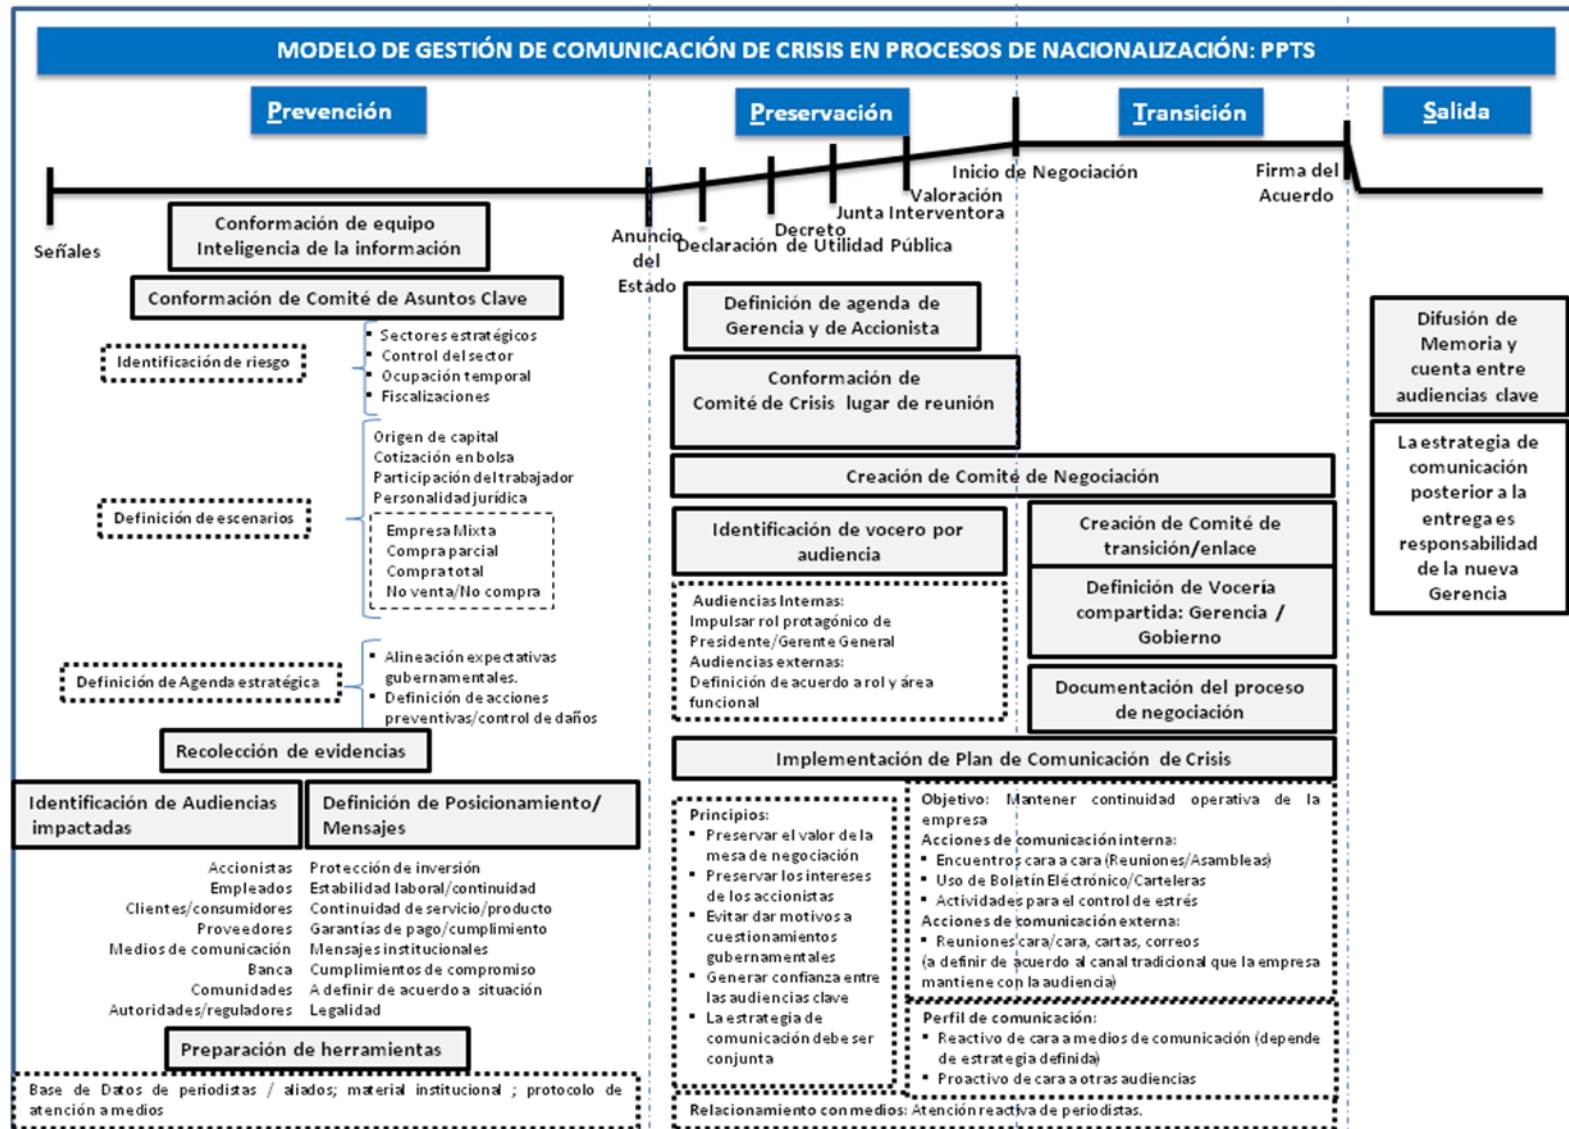 MODELO DE GESTIÓN DE COMUNICACIÓN DE CRISIS EN PROCESOS DE NACIONALIZACIÓN: PPTS
Prevención
Preservación
Transición
Salida
Señales
Anuncio
del
Estado
Declaración de Utilidad Pública
Decreto
Junta Interventora
Valoración
Inicio de Negociación
Firma del
Acuerdo
Conformación de equipo
Inteligencia de la información
Conformación de Comité de Asuntos Clave
Identificación de riesgo
▪ Sectores estratégicos
▪ Control del sector
▪ Ocupación temporal
▪ Fiscalizaciones
Definición de escenarios
Origen de capital
Cotización en bolsa
Participación del trabajador
Personalidad jurídica
Empresa Mixta
Compra parcial
Compra total
No venta/No compra
Definición de Agenda estratégica
▪ Alineación expectativas
gubernamentales.
▪ Definición de acciones
preventivas/control de daños
Recolección de evidencias
Identificación de Audiencias
impactadas
Definición de Posicionamiento/
Mensajes
Accionistas Protección de inversión
Empleados Estabilidad laboral/continuidad
Clientes/consumidores Continuidad de servicio/producto
Proveedores Garantías de pago/cumplimiento
Medios de comunicación Mensajes institucionales
Banca Cumplimientos de compromiso
Comunidades A definir de acuerdo a situación
Autoridades/reguladores Legalidad
Preparación de herramientas
Base de Datos de periodistas / aliados; material institucional ; protocolo de
atención a medios
Definición de agenda de
Gerencia y de Accionista
Conformación de
Comité de Crisis lugar de reunión
Creación de Comité de Negociación
Identificación de vocero por
audiencia
Audiencias Internas:
Impulsar rol protagónico de
Presidente/Gerente General
Audiencias externas:
Definición de acuerdo a rol y área
funcional
Creación de Comité de
transición/enlace
Definición de Vocería
compartida: Gerencia /
Gobierno
Documentación del proceso
de negociación
Implementación de Plan de Comunicación de Crisis
Principios:
▪ Preservar el valor de la
mesa de negociación
▪ Preservar los intereses
de los accionistas
▪ Evitar dar motivos a
cuestionamientos
gubernamentales
▪ Generar confianza entre
las audiencias clave
▪ La estrategia de
comunicación debe ser
conjunta
Objetivo: Mantener continuidad operativa de la
empresa
Acciones de comunicación interna:
▪ Encuentros cara a cara (Reuniones/Asambleas)
▪ Uso de Boletín Eléctrónico/Carteleras
▪ Actividades para el control de estrés
Acciones de comunicación externa:
▪ Reuniones cara/cara, cartas, correos
(a definir de acuerdo al canal tradicional que la empresa
mantiene con la audiencia)
Perfil de comunicación:
▪ Reactivo de cara a medios de comunicación (depende
de estrategia definida)
▪ Proactivo de cara a otras audiencias
Relacionamiento con medios: Atención reactiva de periodistas.
Difusión de
Memoria y
cuenta entre
audiencias clave
La estrategia de
comunicación
posterior a la
entrega es
responsabilidad
de la nueva
Gerencia